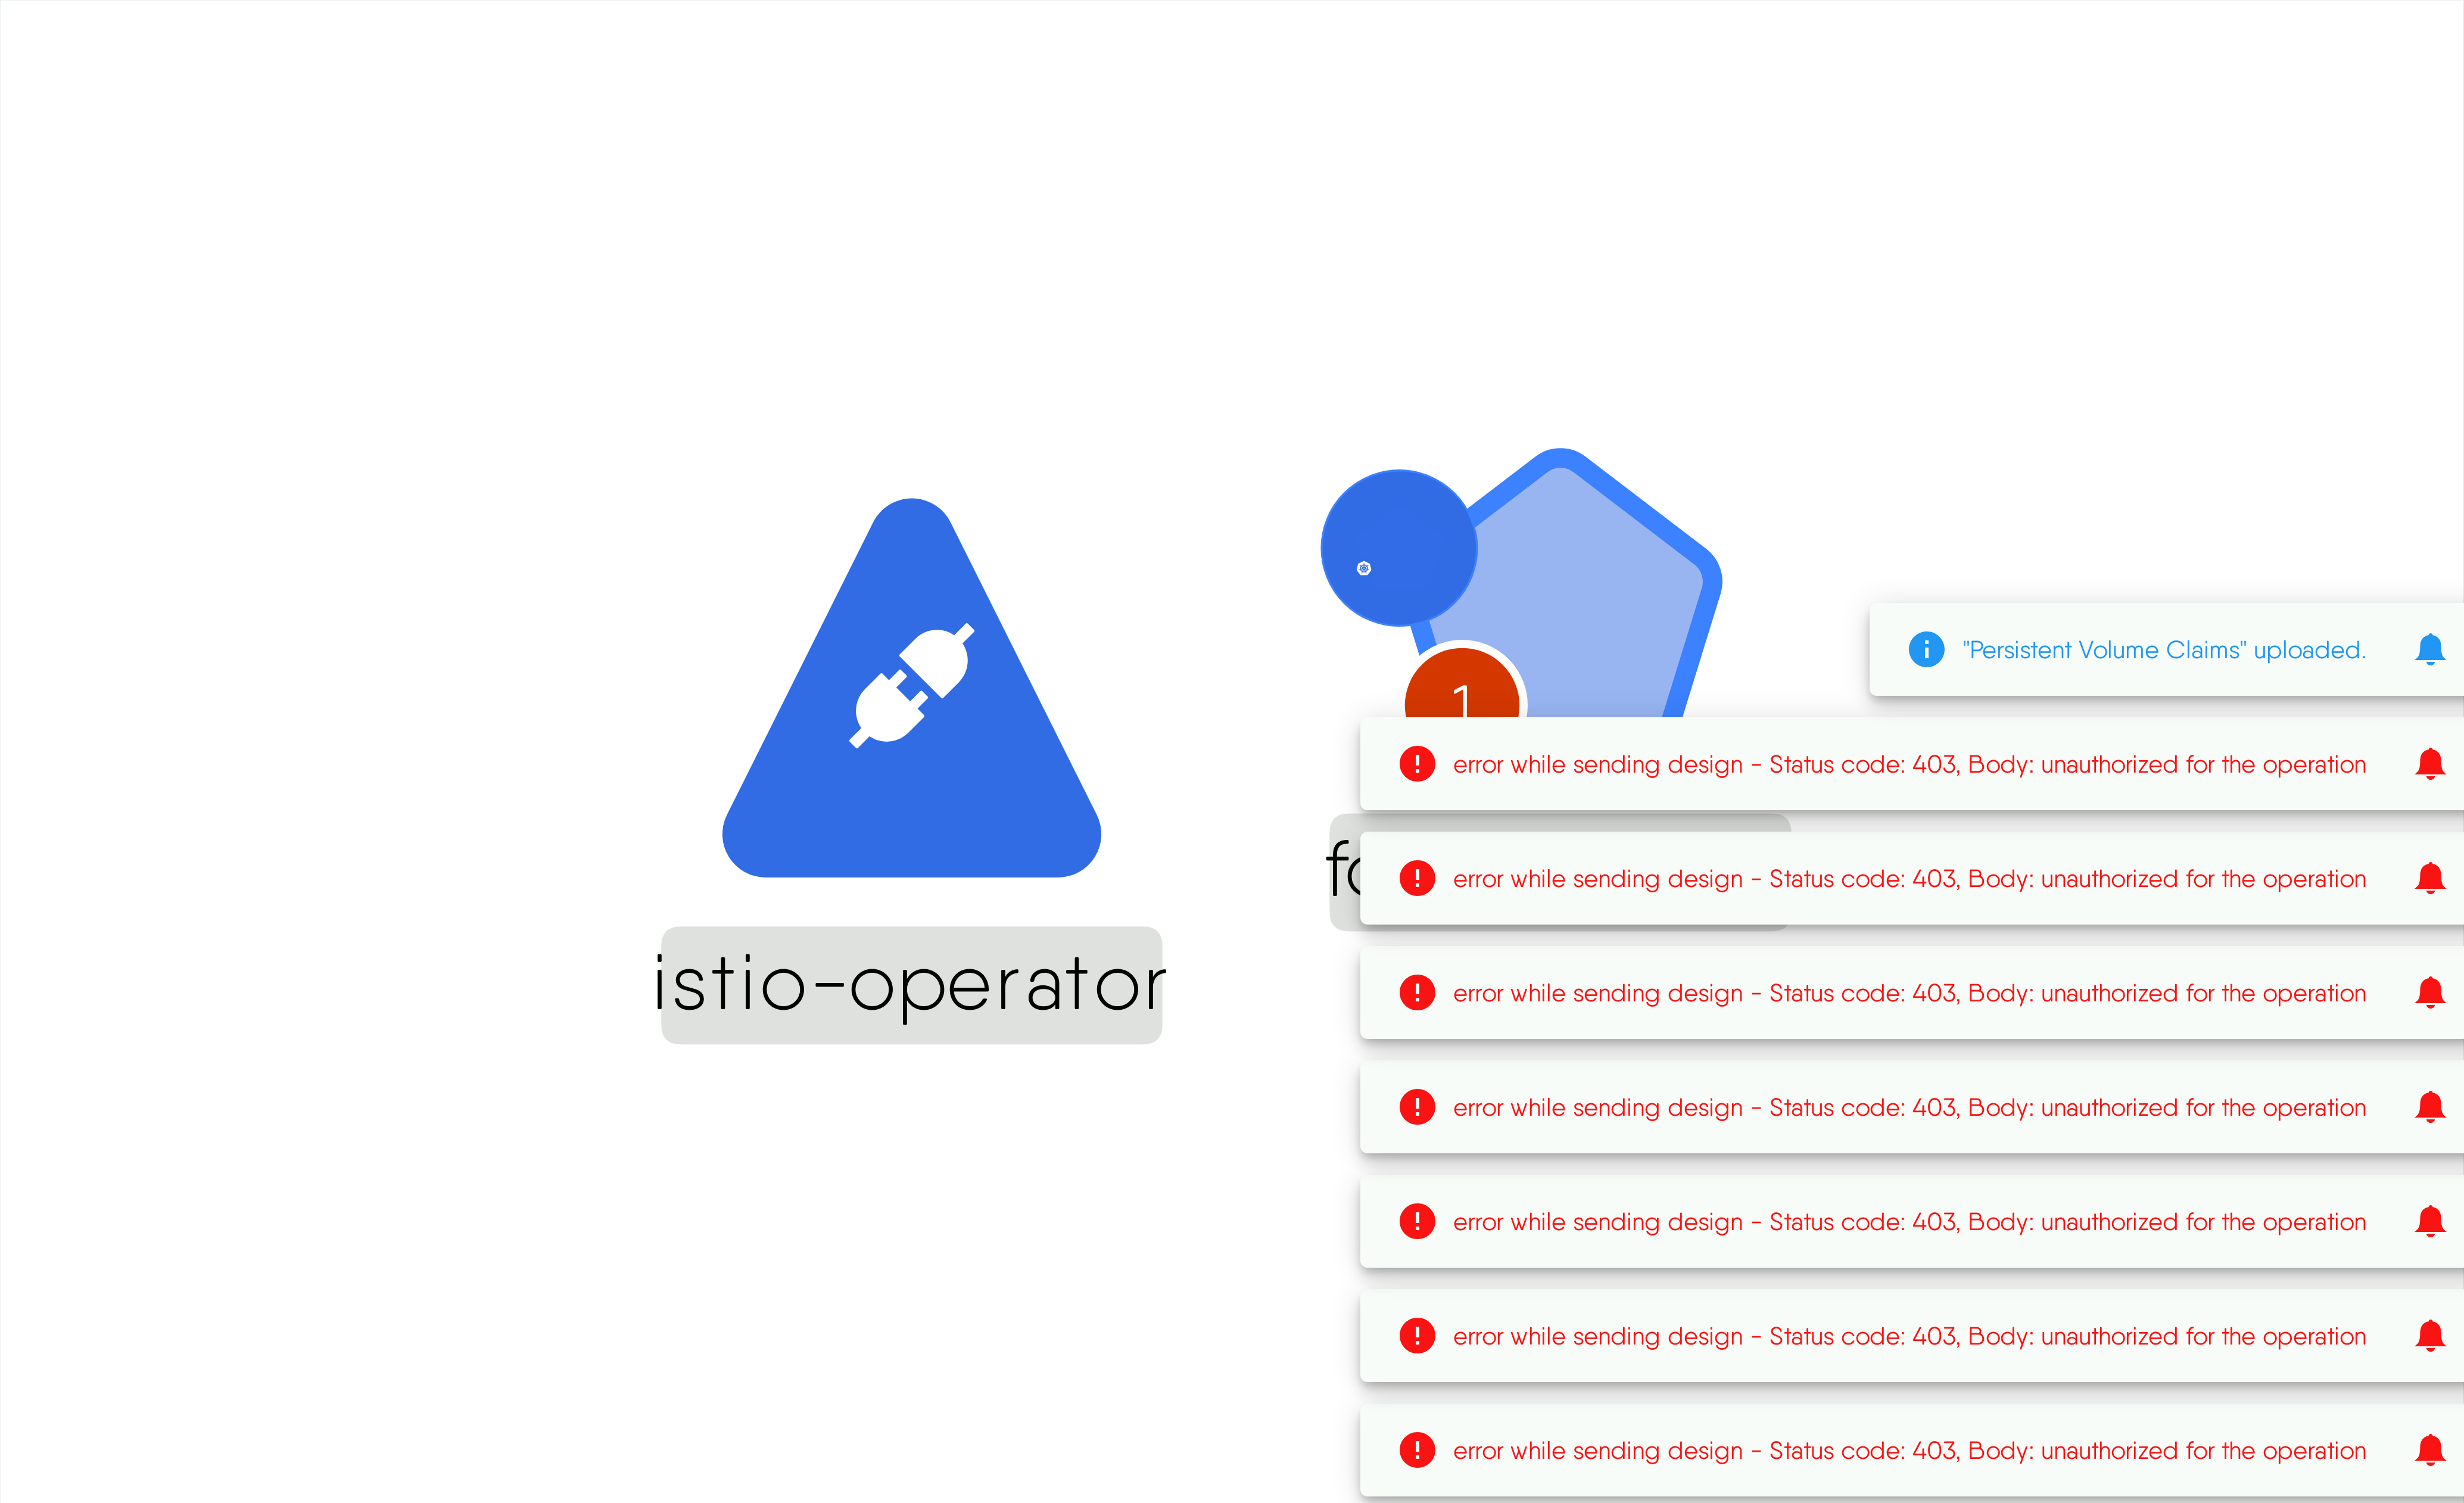 "Persistent Volume Claims" uploaded.
1
error while sending design - Status code: 403, Body: unauthorized for the operation
error while sending design - Status code: 403, Body: unauthorized for the operation
istio-operator
error while sending design - Status code: 403, Body: unauthorized for the operation
error while sending design - Status code: 403, Body: unauthorized for the operation
error while sending design - Status code: 403, Body: unauthorized for the operation
error while sending design - Status code: 403, Body: unauthorized for the operation
error while sending design - Status code: 403, Body: unauthorized for the operation